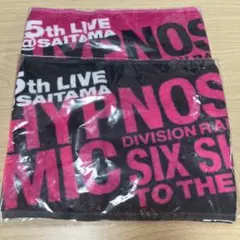 5th LIVE
@SAITAMA
HYPNOS
5th LIVE
@SAITAMA
HYPNOS
DIVISION RA
MIC SIX S
TO THE